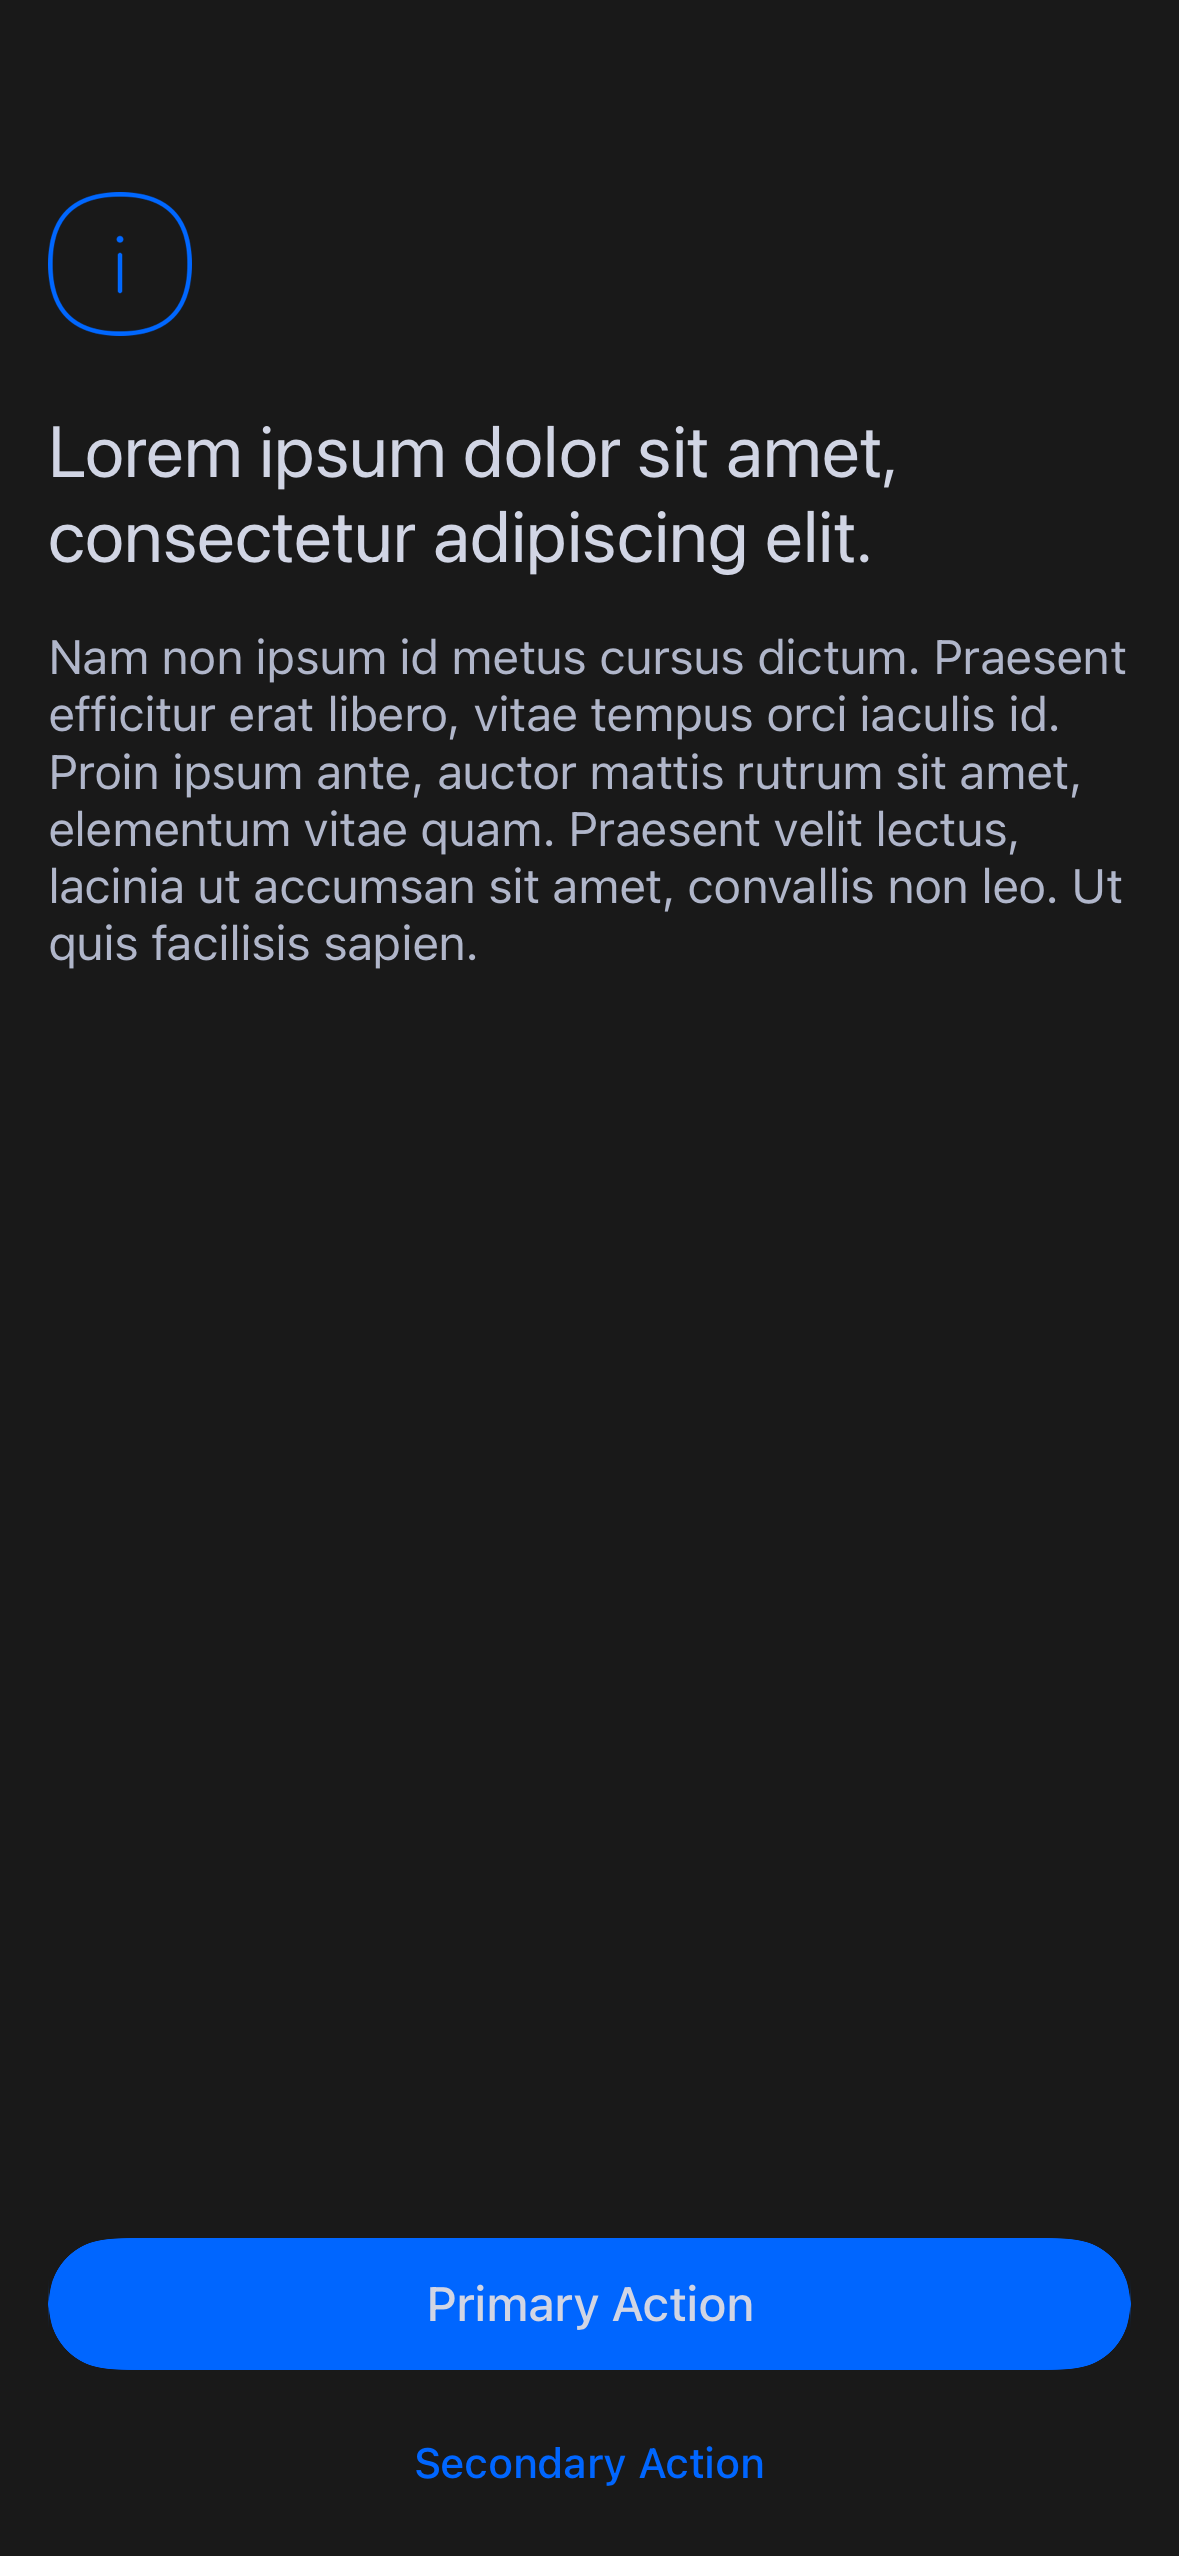 i
Lorem ipsum dolor sit amet,
consectetur adipiscing elit.
Nam non ipsum id metus cursus dictum. Praesent
efficitur erat libero, vitae tempus orci iaculis id.
Proin ipsum ante, auctor mattis rutrum sit amet,
elementum vitae quam. Praesent velit lectus,
lacinia ut accumsan sit amet, convallis non leo. Ut
quis facilisis sapien.
Primary Action
Secondary Action